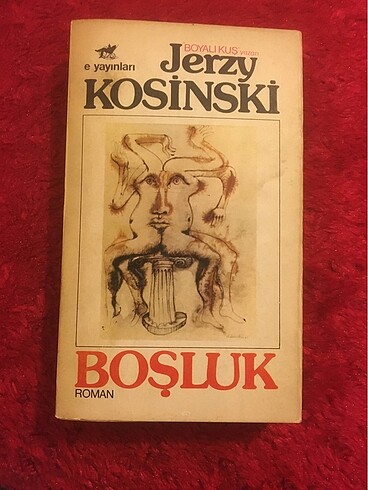 BOYALI KUŞ yazarı
Jerzy
e yayınları
KOSİNSKİ
BOŞLUK
ROMAN